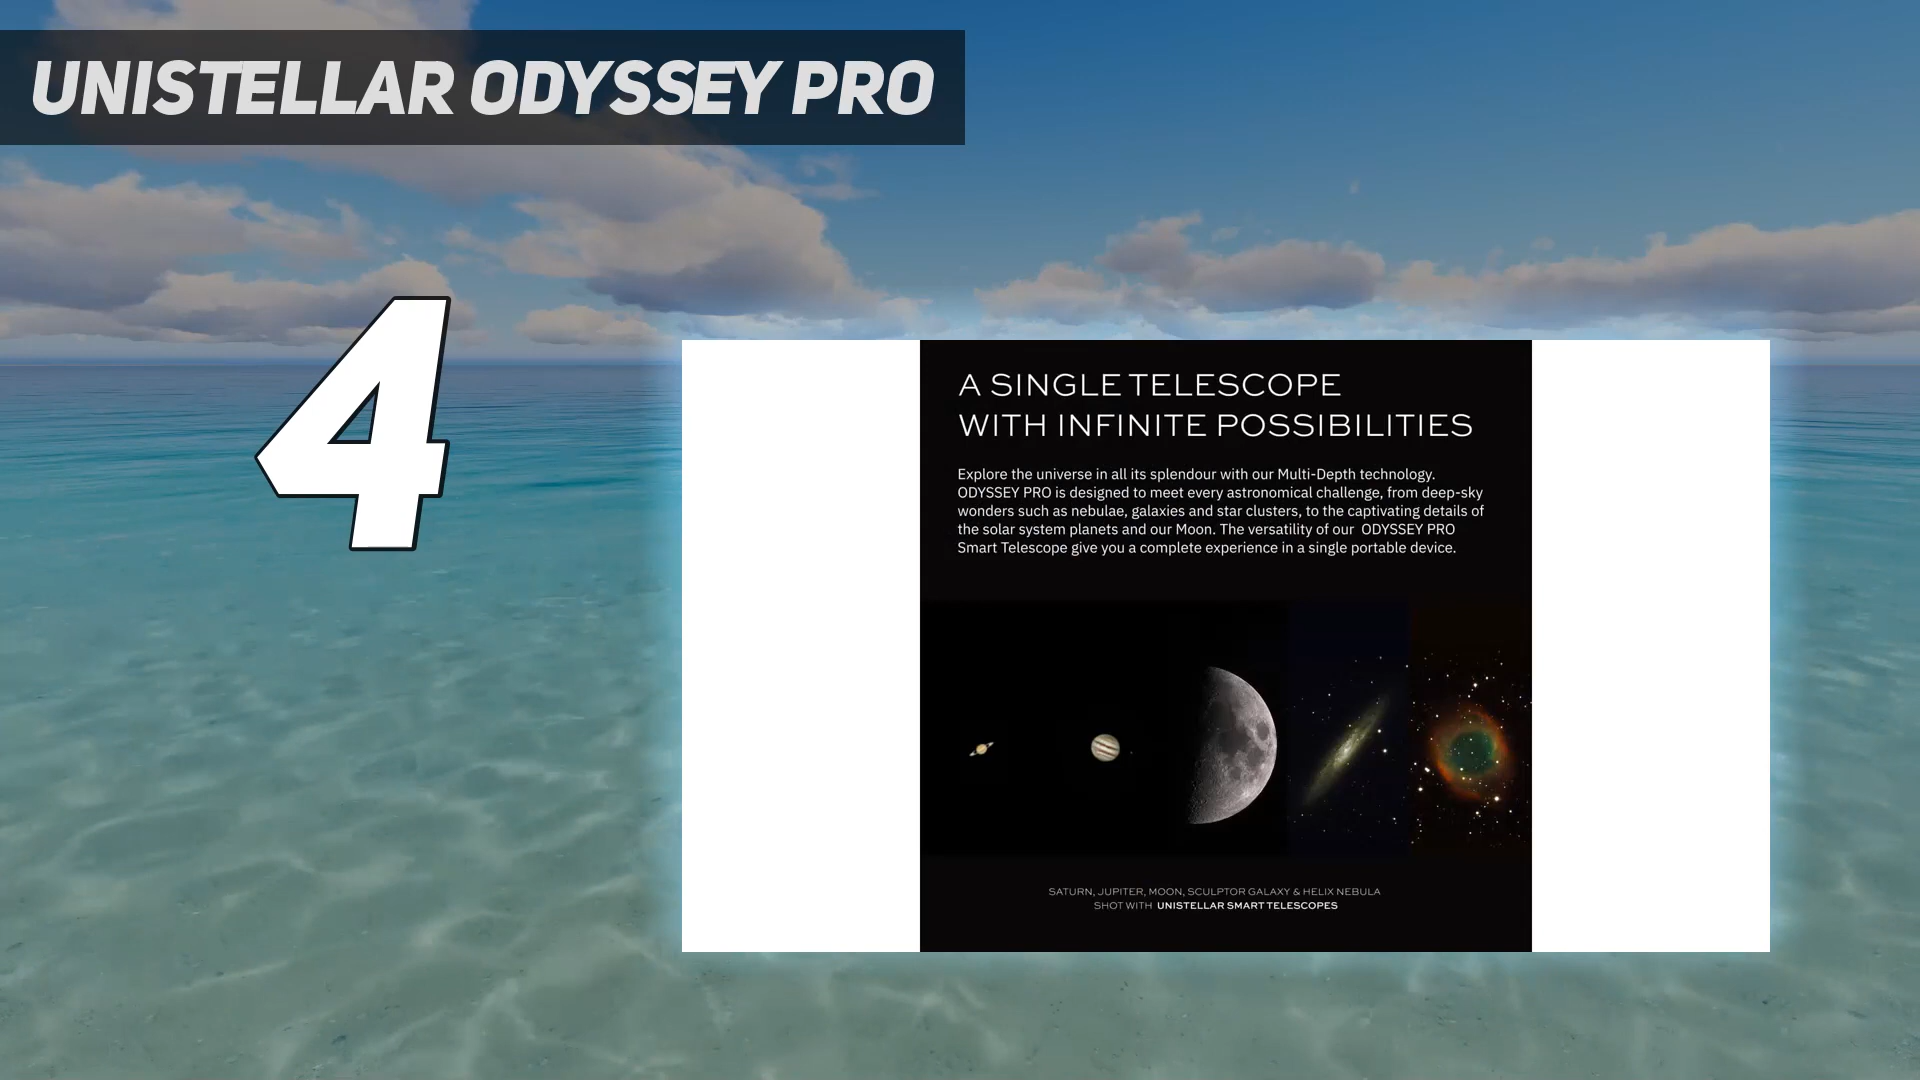 UNISTELLAR ODYSSEY PRO
4
A SINGLE TELESCOPE
WITH INFINITE POSSIBILITIES
Explore the universe in all its splendour with our Multi-Depth technology.
ODYSSEY PRO is designed to meet every astronomical challenge, from deep-sky
wonders such as nebulae, galaxies and star clusters, to the captivating details of
the solar system planets and our Moon. The versatility of our ODYSSEY PRO
Smart Telescope give you a complete experience in a single portable device.
SATURN, JUPITER, MOON, SCULPTOR GALAXY & HELIX NEBULA
SHOT WITH UNISTELLAR SMART TELESCOPES